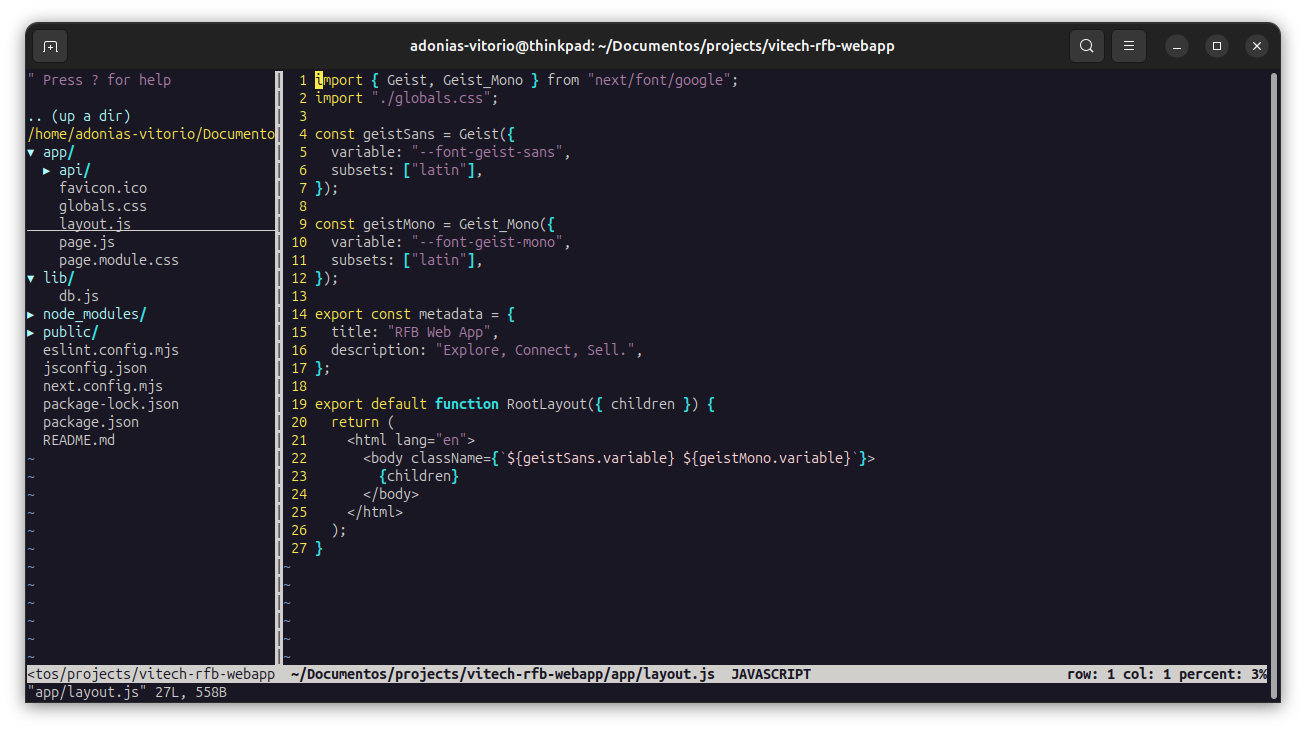 adonias-vitorio@thinkpad: ~/Documentos/projects/vitech-rfb-webapp
" Press ? for help
.. (up a dir)
/home/adonias-vitorio/Documento
▼ app/
▶ api/
favicon.ico
globals.css
layout.js
page.js
page.module.css
▼ lib/
db.js
▶ node_modules/
▶ public/
eslint.config.mjs
jsconfig.json
next.config.mjs
package-lock.json
package.json
README.md
~
~
~
~
~
~
~
~
~
~
~
~
<tos/projects/vitech-rfb-webapp
1 import { Geist, Geist_Mono } from "next/font/google";
2 import "./globals.css";
3
4 const geistSans = Geist({
5   variable: "--font-geist-sans",
6   subsets: ["latin"],
7 });
8
9 const geistMono = Geist_Mono({
10   variable: "--font-geist-mono",
11   subsets: ["latin"],
12 });
13
14 export const metadata = {
15   title: "RFB Web App",
16   description: "Explore, Connect, Sell.",
17 };
18
19 export default function RootLayout({ children }) {
20   return (
21     <html lang="en">
22       <body className={`${geistSans.variable} ${geistMono.variable}`}>
23         {children}
24       </body>
25     </html>
26   );
27 }
~
~
~
~
~
~
~/Documentos/projects/vitech-rfb-webapp/app/layout.js  JAVASCRIPT  row: 1 col: 1 percent: 3%
"app/layout.js" 27L, 558B